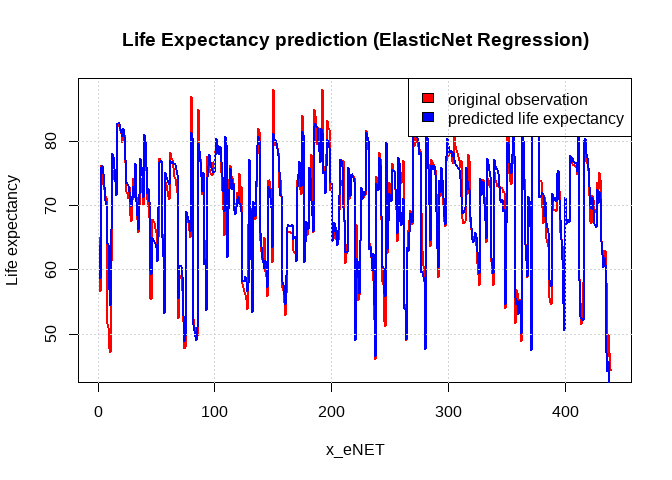 Life Expectancy prediction (ElasticNet Regression)
original observation
predicted life expectancy
Life expectancy
80
70
60
50
0 100 200 300 400
x_eNET